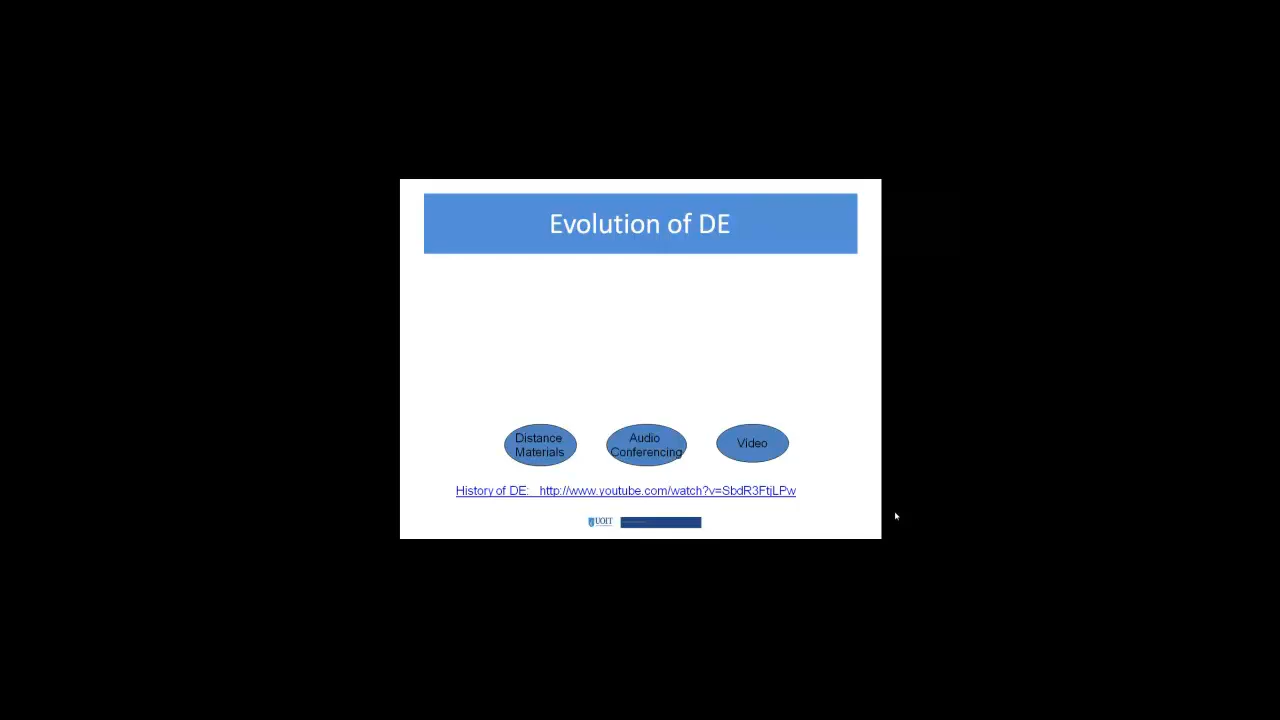 Evolution of DE
Distance
Materials
Audio
Conferencing
Video
History of DE: http://www.youtube.com/watch?v=SbdR3FtjLPw
UOIT